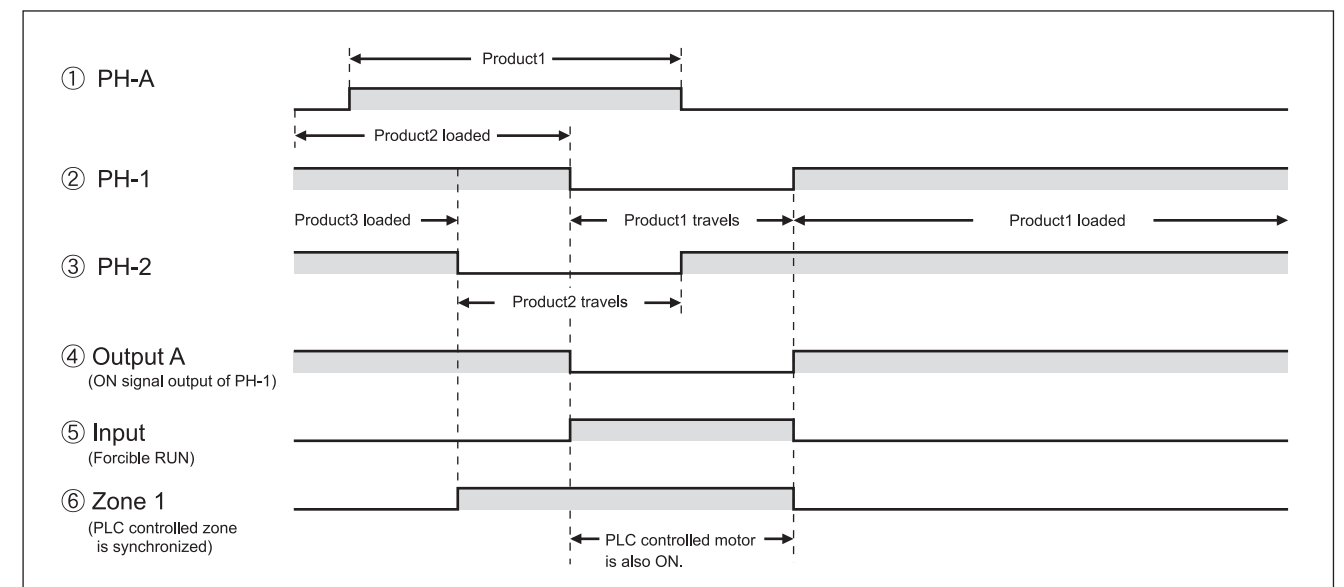 Product1
① PH-A
Product2 loaded
② PH-1
Product3 loaded
Product1 travels
Product1 loaded
③ PH-2
Product2 travels
④ Output A
(ON signal output of PH-1)
⑤ Input
(Forcible RUN)
⑥ Zone 1
(PLC controlled zone
is synchronized)
PLC controlled motor
is also ON.